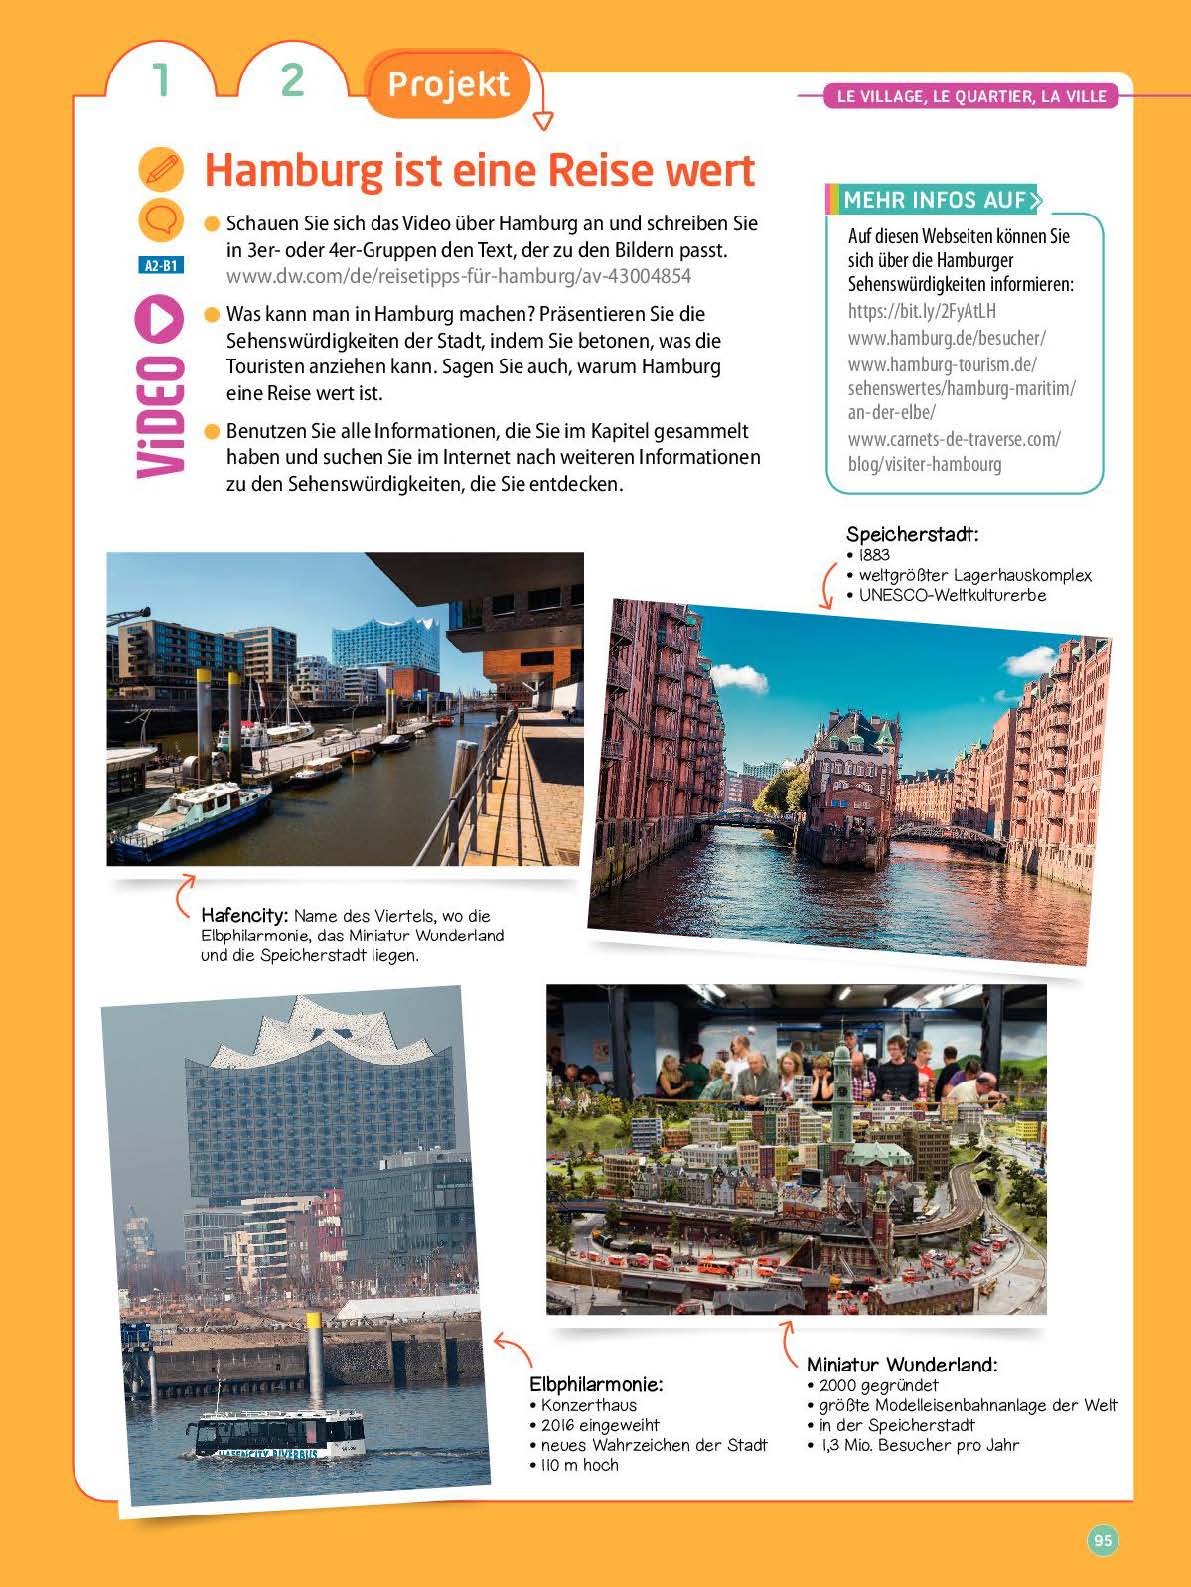 1
2
Projekt
LE VILLAGE, LE QUARTIER, LA VILLE
Hamburg ist eine Reise wert
A2-B1
ViDEO
Schauen Sie sich das Video über Hamburg an und schreiben Sie
in 3er- oder 4er-Gruppen den Text, der zu den Bildern passt.
www.dw.com/de/reisetipps-für-hamburg/av-43004854
Was kann man in Hamburg machen? Präsentieren Sie die
Sehenswürdigkeiten der Stadt, indem Sie betonen, was die
Touristen anziehen kann. Sagen Sie auch, warum Hamburg
eine Reise wert ist.
Benutzen Sie alle Informationen, die Sie im Kapitel gesammelt
haben und suchen Sie im Internet nach weiteren Informationen
zu den Sehenswürdigkeiten, die Sie entdecken.
MEHR INFOS AUF
Auf diesen Webseiten können Sie
sich über die Hamburger
Sehenswürdigkeiten informieren:
https://bit.ly/2FyAtLH
www.hamburg.de/besucher/
www.hamburg-tourism.de/
sehenswertes/hamburg-maritim/
an-der-elbe/
www.carnets-de-traverse.com/
blog/visiter-hambourg
Speicherstadt:
• 1883
• weltgrößter Lagerhauskomplex
• UNESCO-Weltkulturerbe
Hafencity: Name des Viertels, wo die
Elbphilarmonie, das Miniatur Wunderland
und die Speicherstadt liegen.
HAFENCITY RIVERBUS
Elbphilarmonie:
• Konzerthaus
• 2016 eingeweiht
• neues Wahrzeichen der Stadt
• 110 m hoch
Miniatur Wunderland:
• 2000 gegründet
• größte Modelleisenbahnanlage der Welt
• in der Speicherstadt
• 1,3 Mio. Besucher pro Jahr
95